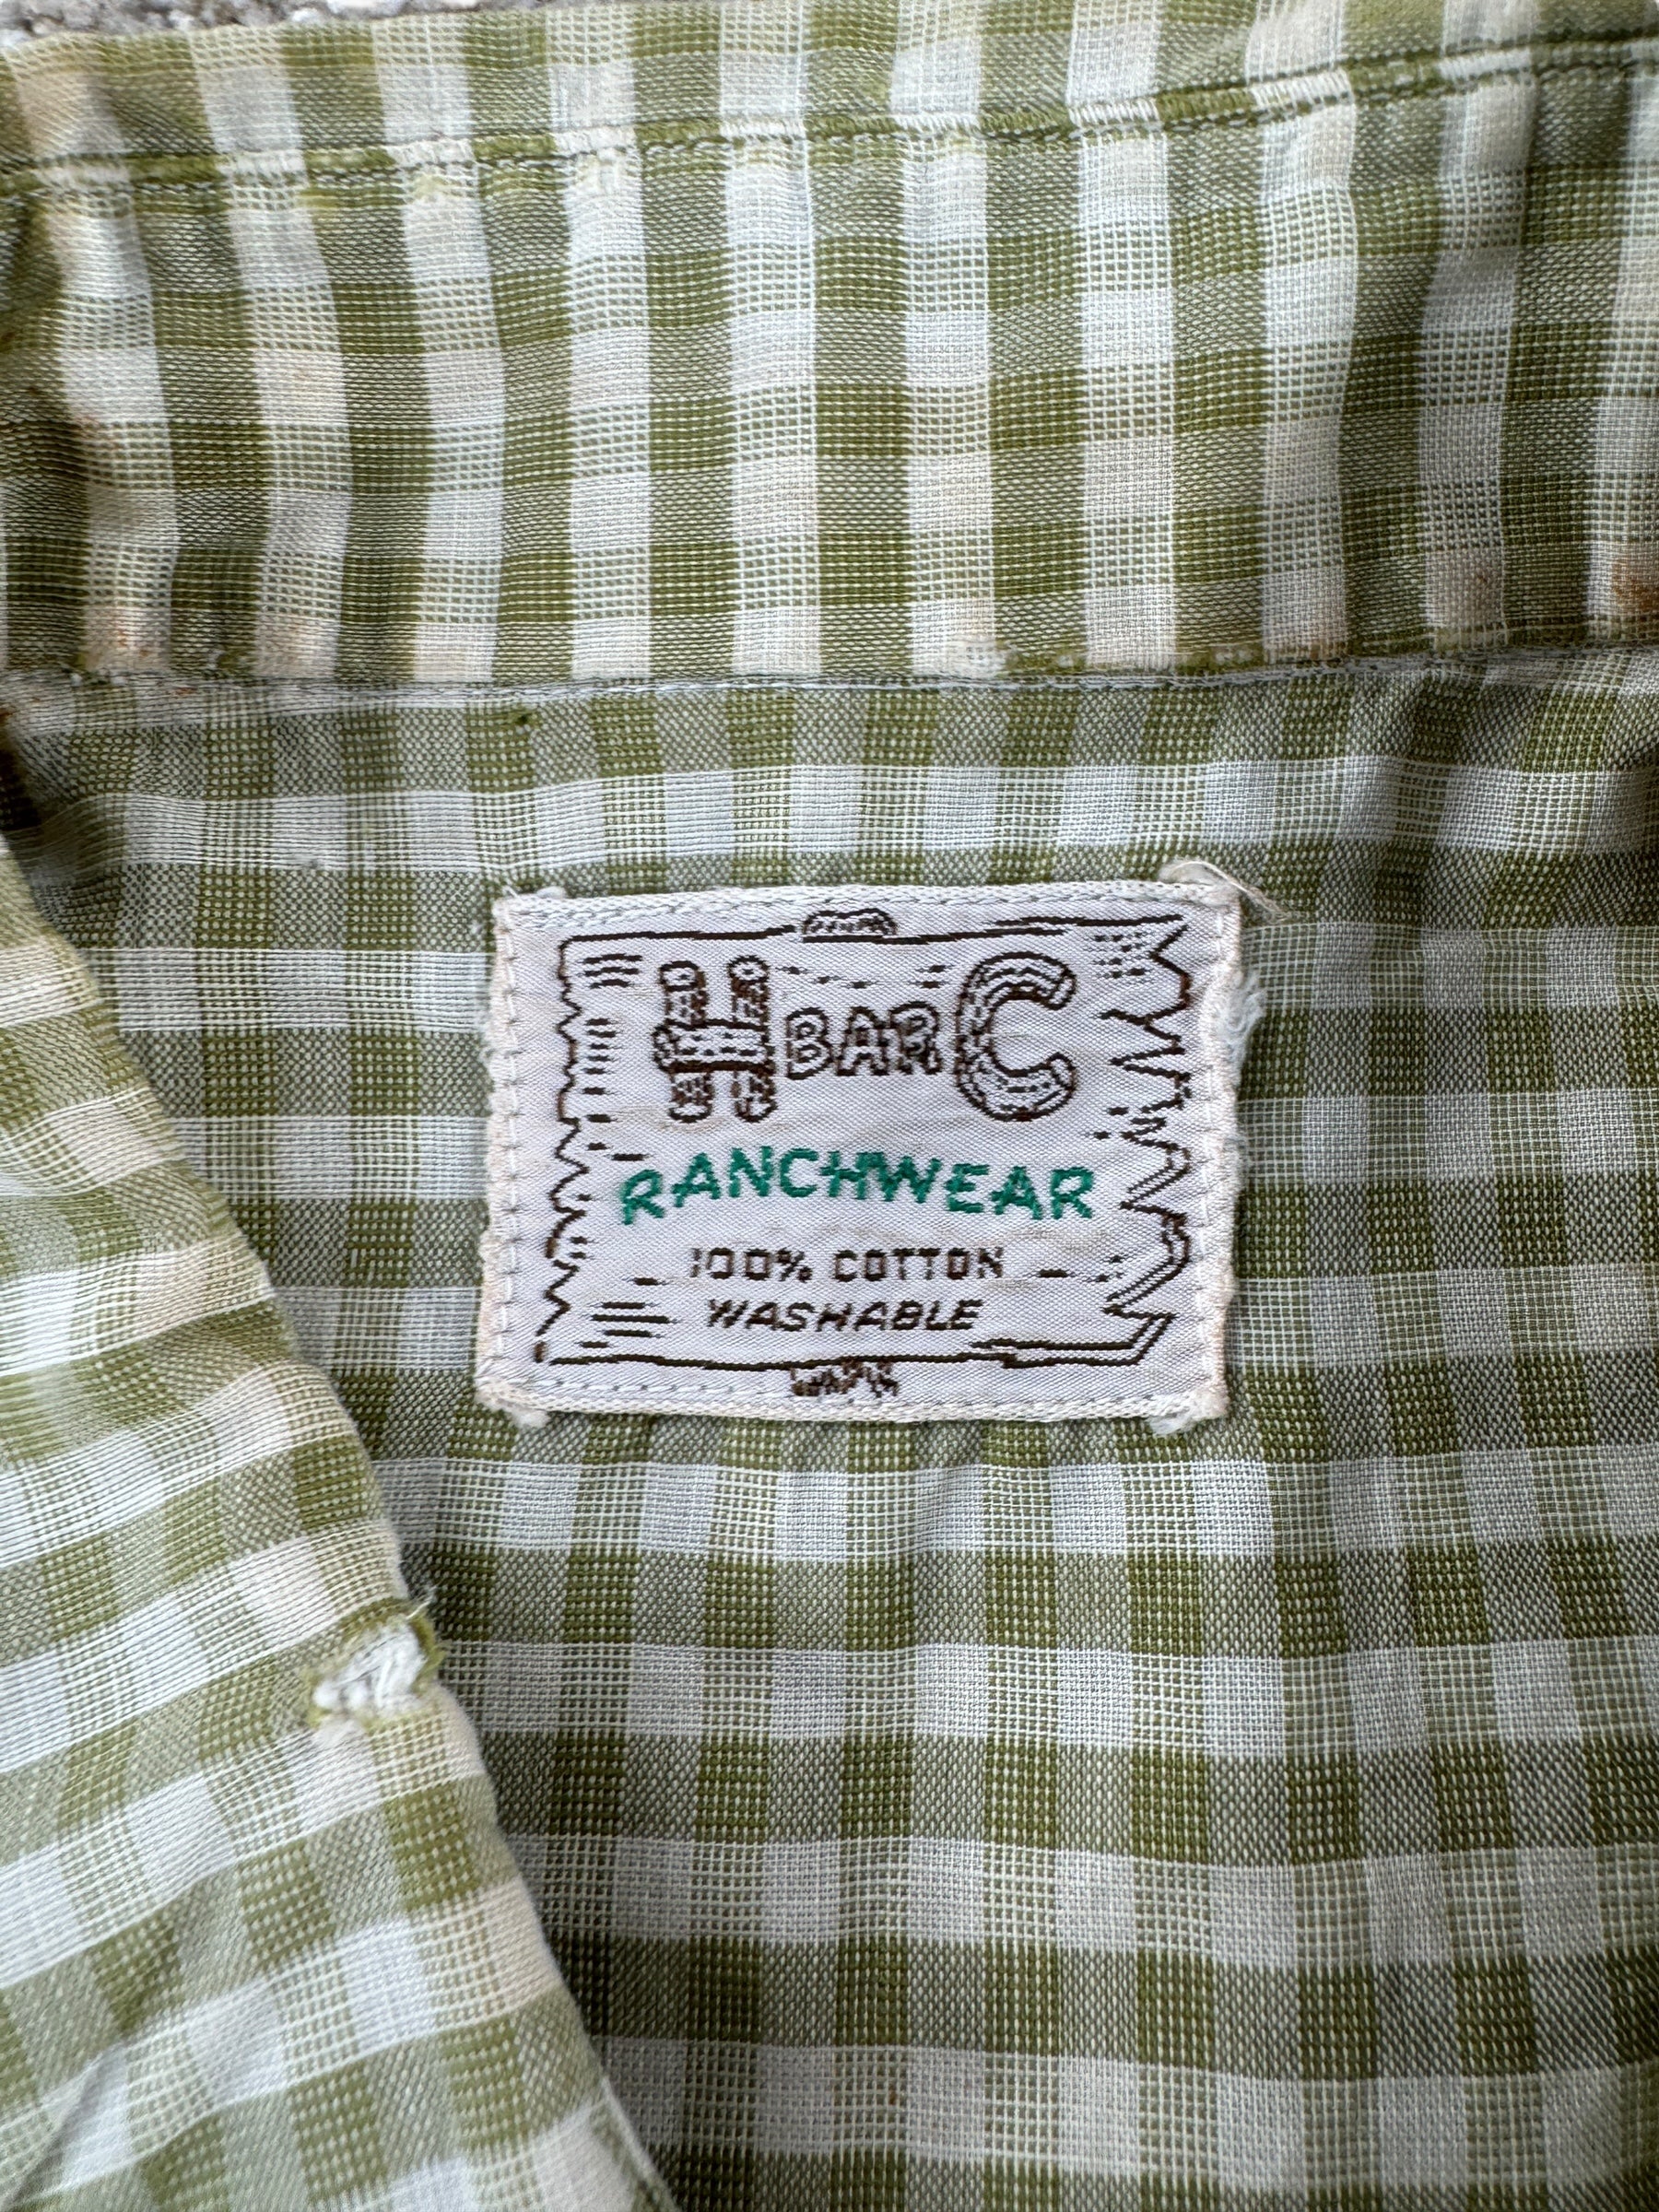 H BAR C
RANCHWEAR
100% COTTON
WASHABLE